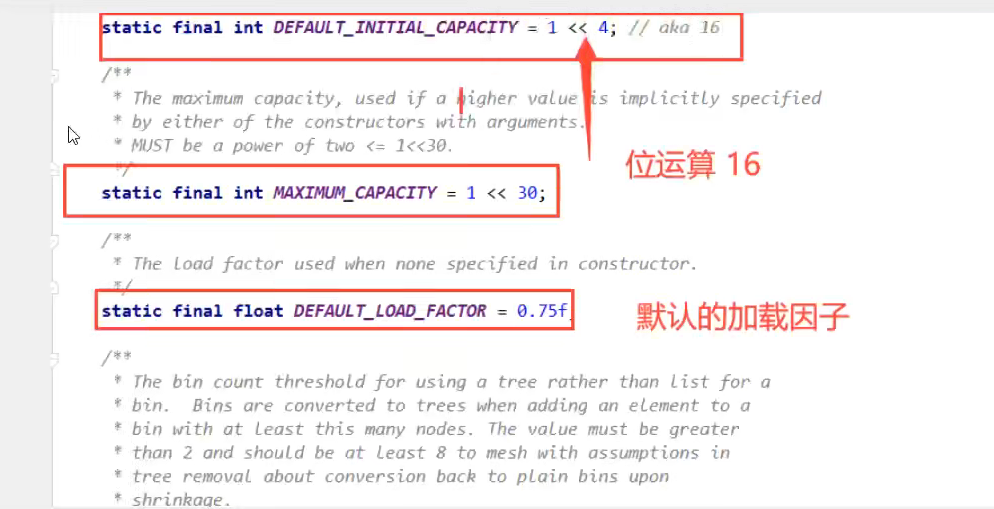 static final int DEFAULT_INITIAL_CAPACITY = 1 << 4; // aka 16
/**
* The maximum capacity, used if a higher value is implicitly specified
* by either of the constructors with arguments.
* MUST be a power of two <= 1<<30.
*/
位运算 16
static final int MAXIMUM_CAPACITY = 1 << 30;
/**
* The load factor used when none specified in constructor.
*/
static final float DEFAULT_LOAD_FACTOR = 0.75f
默认的加载因子
/**
* The bin count threshold for using a tree rather than list for a
* bin. Bins are converted to trees when adding an element to a
* bin with at least this many nodes. The value must be greater
* than 2 and should be at least 8 to mesh with assumptions in
* tree removal about conversion back to plain bins upon
* shrinkage.